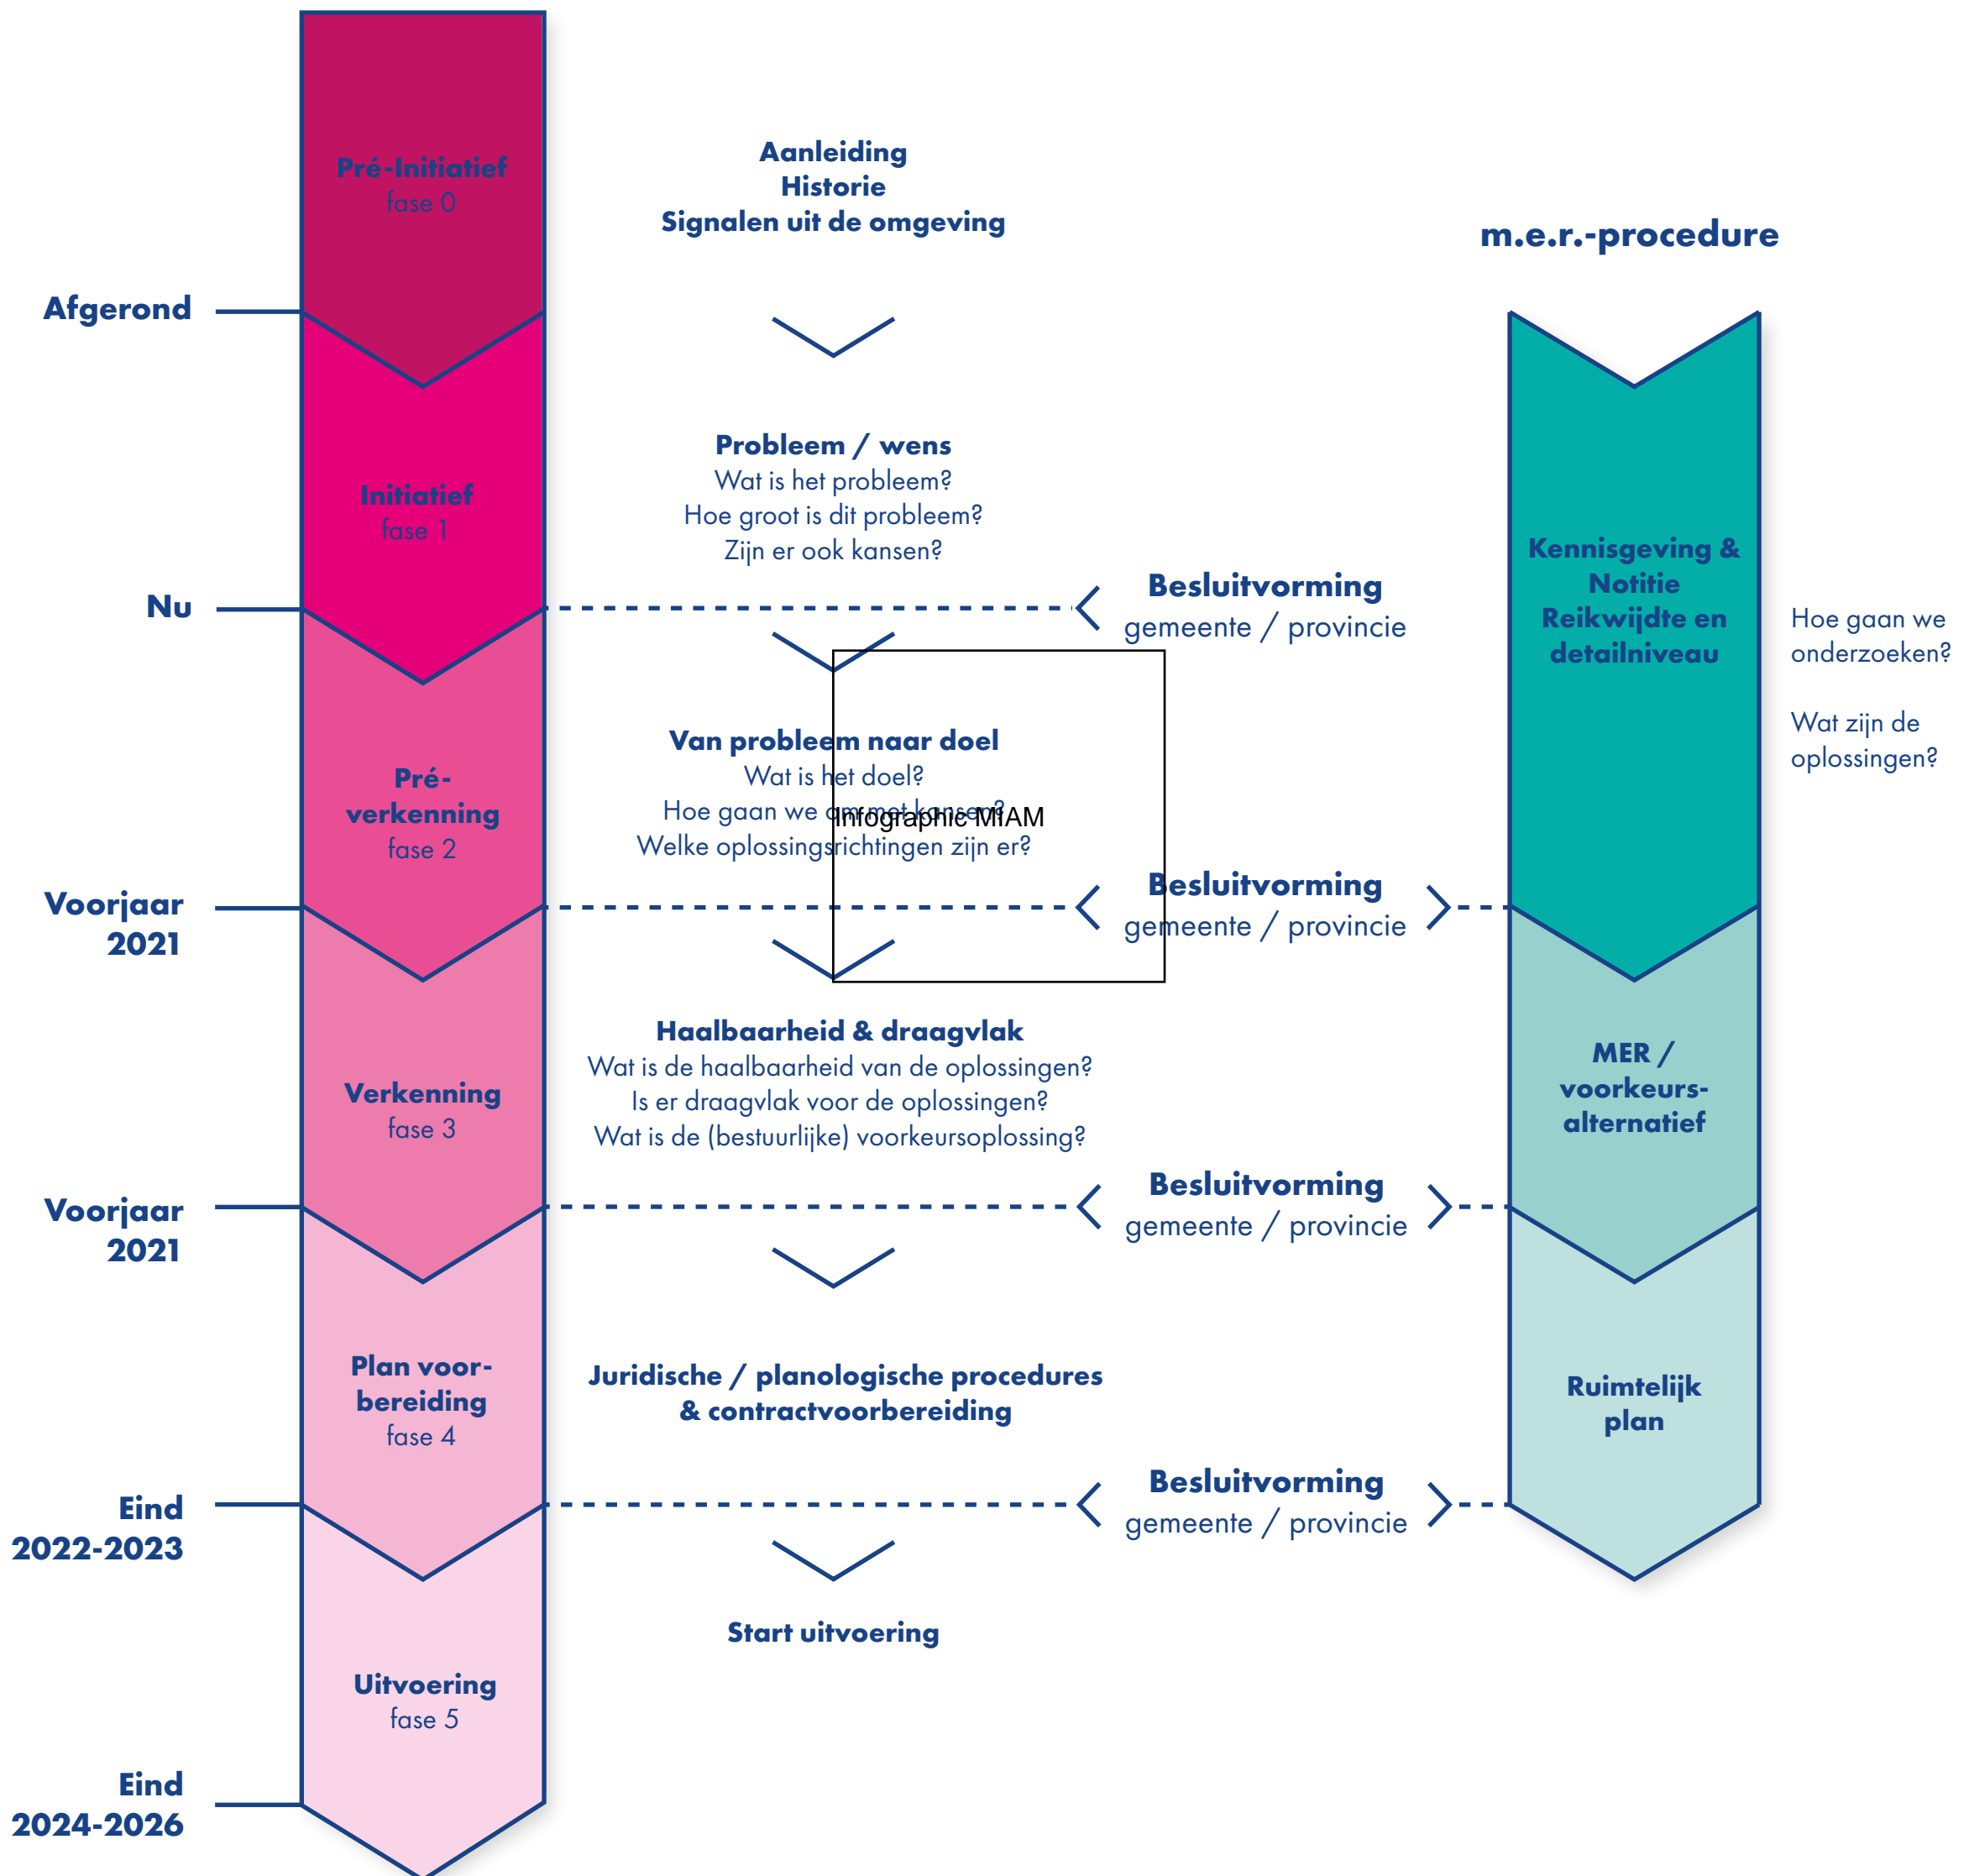 Pré-Initiatief
fase 0
Aanleiding
Historie
Signalen uit de omgeving
m.e.r.-procedure
Afgerond
Initiatief
fase 1
Probleem / wens
Wat is het probleem?
Hoe groot is dit probleem?
Zijn er ook kansen?
Nu
Besluitvorming
gemeente / provincie
Kennisgeving &
Notitie
Reikwijdte en
detailniveau
Hoe gaan we
onderzoeken?
Wat zijn de
oplossingen?
Pré-
verkenning
fase 2
Van probleem naar doel
Wat is het doel?
Hoe gaan we om met kansen?
Infographic MIAM
Welke oplossingsrichtingen zijn er?
Voorjaar
2021
Besluitvorming
gemeente / provincie
Verkenning
fase 3
Haalbaarheid & draagvlak
Wat is de haalbaarheid van de oplossingen?
Is er draagvlak voor de oplossingen?
Wat is de (bestuurlijke) voorkeursoplossing?
MER /
voorkeurs-
alternatief
Voorjaar
2021
Besluitvorming
gemeente / provincie
Plan voor-
bereiding
fase 4
Juridische / planologische procedures
& contractvoorbereiding
Ruimtelijk
plan
Eind
2022-2023
Besluitvorming
gemeente / provincie
Start uitvoering
Uitvoering
fase 5
Eind
2024-2026